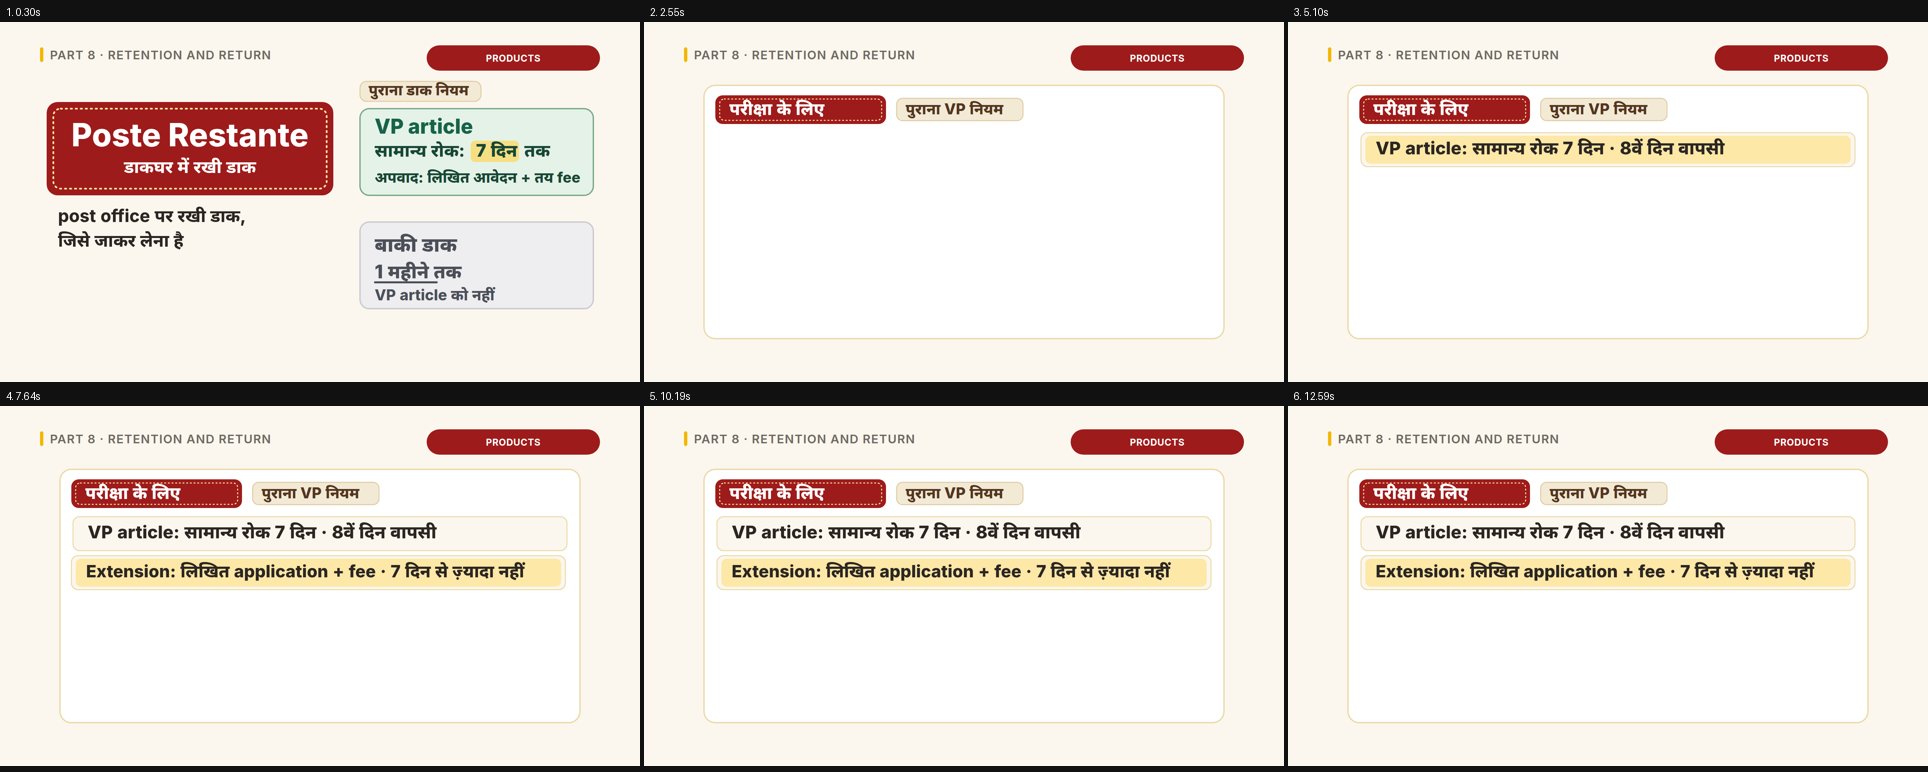 1. 0.30s
PART 8 · RETENTION AND RETURN
PRODUCTS
पुराना डाक नियम
Poste Restante
डाकघर में रखी डाक
post office पर रखी डाक,
जिसे जाकर लेना है
VP article
सामान्य रोक: 7 दिन तक
अपवाद: लिखित आवेदन + तय fee
बाकी डाक
1 महीने तक
VP article को नहीं
2. 2.55s
PART 8 · RETENTION AND RETURN
PRODUCTS
परीक्षा के लिए
पुराना VP नियम
3. 5.10s
PART 8 · RETENTION AND RETURN
PRODUCTS
परीक्षा के लिए
पुराना VP नियम
VP article: सामान्य रोक 7 दिन · 8वें दिन वापसी
4. 7.64s
PART 8 · RETENTION AND RETURN
PRODUCTS
परीक्षा के लिए
पुराना VP नियम
VP article: सामान्य रोक 7 दिन · 8वें दिन वापसी
Extension: लिखित application + fee · 7 दिन से ज़्यादा नहीं
5. 10.19s
PART 8 · RETENTION AND RETURN
PRODUCTS
परीक्षा के लिए
पुराना VP नियम
VP article: सामान्य रोक 7 दिन · 8वें दिन वापसी
Extension: लिखित application + fee · 7 दिन से ज़्यादा नहीं
6. 12.59s
PART 8 · RETENTION AND RETURN
PRODUCTS
परीक्षा के लिए
पुराना VP नियम
VP article: सामान्य रोक 7 दिन · 8वें दिन वापसी
Extension: लिखित application + fee · 7 दिन से ज़्यादा नहीं